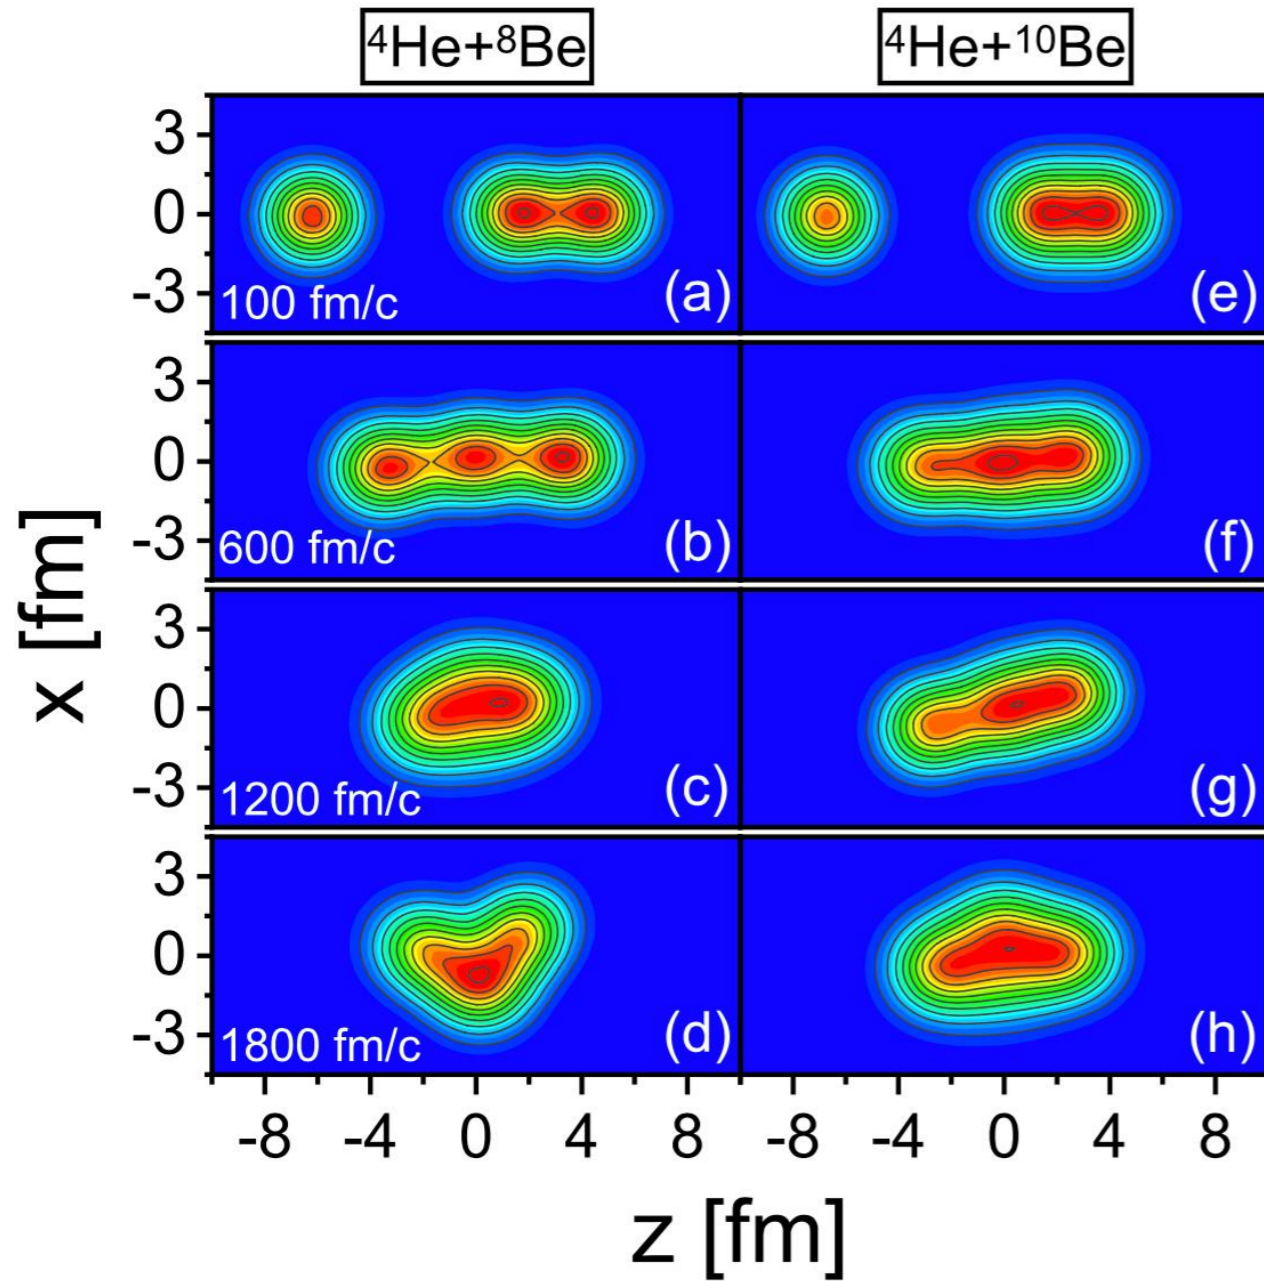 ⁴He+⁸Be
⁴He+¹⁰Be
3
0
-3
100 fm/c
(a)
(e)
3
0
-3
600 fm/c
(b)
(f)
3
0
-3
1200 fm/c
(c)
(g)
3
0
-3
1800 fm/c
(d)
(h)
x [fm]
-8 -4 0 4 8 -8 -4 0 4 8
z [fm]